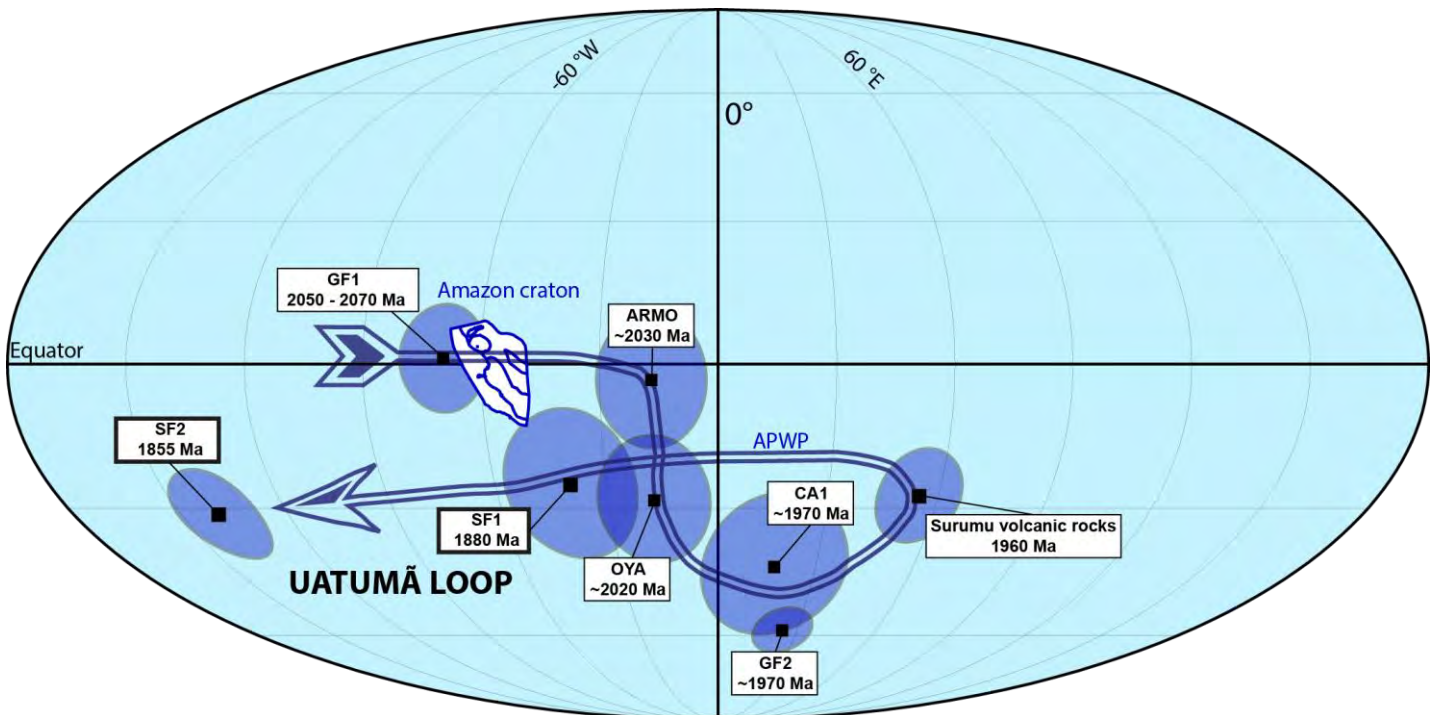 -60 °W
60 °E
0°
GF1
2050 - 2070 Ma
Amazon craton
ARMO
~2030 Ma
Equator
SF2
1855 Ma
APWP
CA1
~1970 Ma
SF1
1880 Ma
Surumu volcanic rocks
1960 Ma
OYA
~2020 Ma
UATUMÃ LOOP
GF2
~1970 Ma